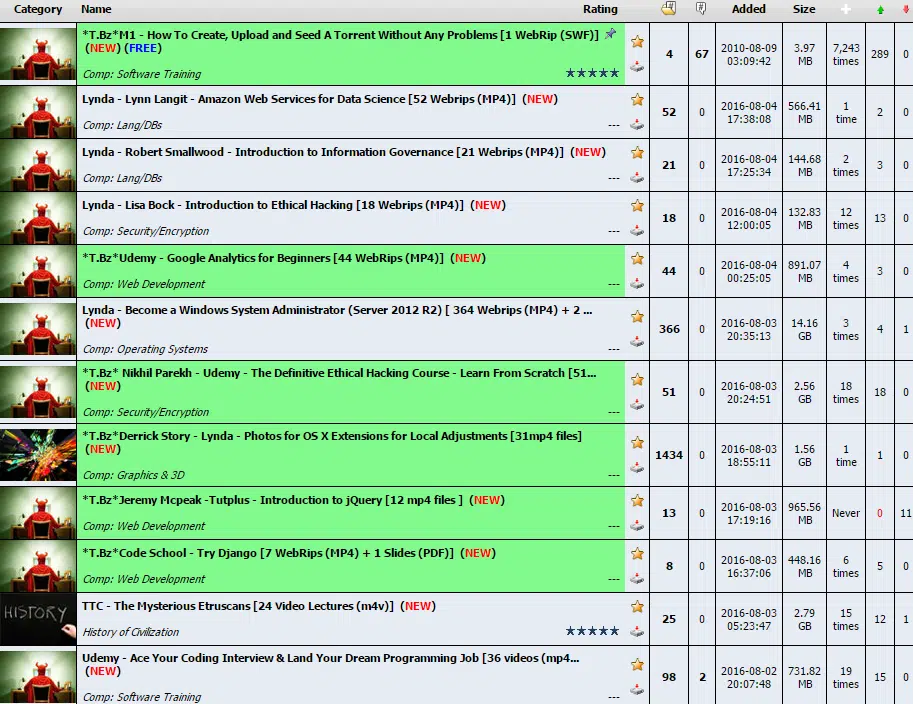 Category Name Rating Added Size
*T.Bz*M1 - How To Create, Upload and Seed A Torrent Without Any Problems [1 WebRip (SWF)]
(NEW) (FREE)
Comp: Software Training
4 67 2010-08-09 03:09:42 3.97 MB 7,243 times 289 0
Lynda - Lynn Langit - Amazon Web Services for Data Science [52 Webrips (MP4)] (NEW)
Comp: Lang/DBs ---
52 0 2016-08-04 17:38:08 566.41 MB 1 time 2 0
Lynda - Robert Smallwood - Introduction to Information Governance [21 Webrips (MP4)] (NEW)
Comp: Lang/DBs ---
21 0 2016-08-04 17:25:34 144.68 MB 2 times 3 0
Lynda - Lisa Bock - Introduction to Ethical Hacking [18 Webrips (MP4)] (NEW)
Comp: Security/Encryption ---
18 0 2016-08-04 12:00:05 132.83 MB 12 times 13 0
*T.Bz*Udemy - Google Analytics for Beginners [44 WebRips (MP4)] (NEW)
Comp: Web Development ---
44 0 2016-08-04 00:25:05 891.07 MB 4 times 3 0
Lynda - Become a Windows System Administrator (Server 2012 R2) [ 364 Webrips (MP4) + 2 ...
(NEW)
Comp: Operating Systems ---
366 0 2016-08-03 20:35:13 14.16 GB 3 times 4 1
*T.Bz* Nikhil Parekh - Udemy - The Definitive Ethical Hacking Course - Learn From Scratch [51...
(NEW)
Comp: Security/Encryption ---
51 0 2016-08-03 20:24:51 2.56 GB 18 times 18 0
*T.Bz*Derrick Story - Lynda - Photos for OS X Extensions for Local Adjustments [31mp4 files]
(NEW)
Comp: Graphics & 3D ---
1434 0 2016-08-03 18:55:11 1.56 GB 1 time 1 0
*T.Bz*Jeremy Mcpeak -Tutplus - Introduction to jQuery [12 mp4 files ] (NEW)
Comp: Web Development ---
13 0 2016-08-03 17:19:16 965.56 MB Never 0 11
*T.Bz*Code School - Try Django [7 WebRips (MP4) + 1 Slides (PDF)] (NEW)
Comp: Web Development ---
8 0 2016-08-03 16:37:06 448.16 MB 6 times 5 0
HISTORY
TTC - The Mysterious Etruscans [24 Video Lectures (m4v)] (NEW)
History of Civilization
25 0 2016-08-03 05:23:47 2.79 GB 15 times 12 1
Udemy - Ace Your Coding Interview & Land Your Dream Programming Job [36 videos (mp4...
(NEW)
Comp: Software Training ---
98 2 2016-08-02 20:07:48 731.82 MB 19 times 15 0